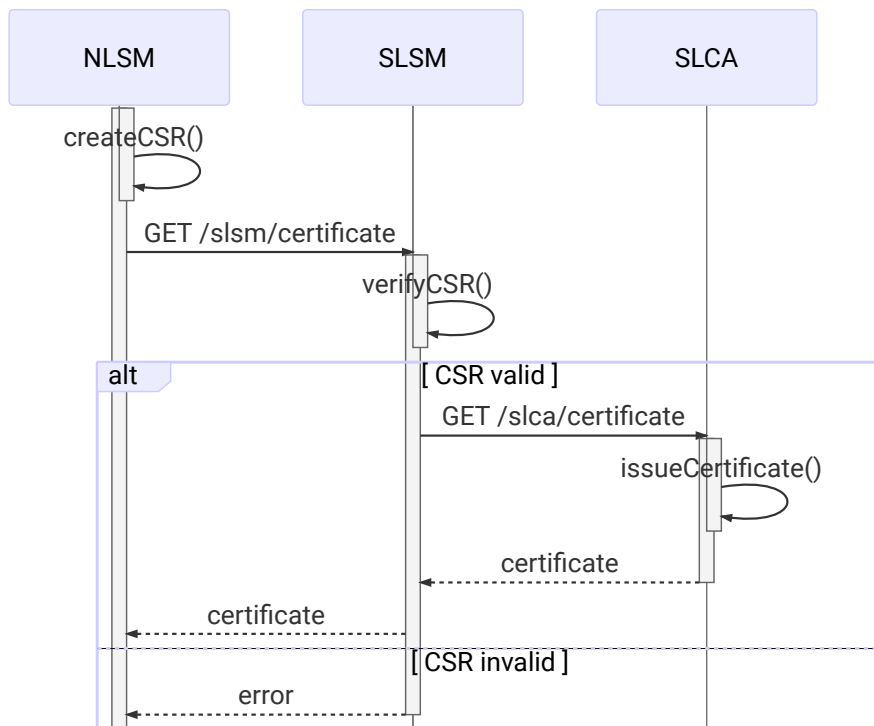 NLSM
SLSM
SLCA
createCSR()
GET /slsm/certificate
verifyCSR()
alt
[ CSR valid ]
GET /slca/certificate
issueCertificate()
certificate
certificate
[ CSR invalid ]
error